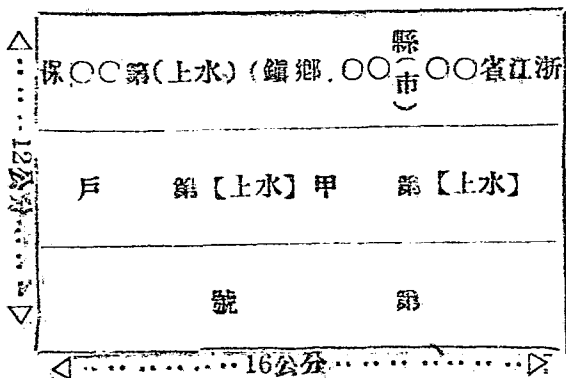 浙江省〇〇縣(市)〇〇.鄉鎮)(水上)第〇〇保
【水上】第 甲【水上】第 戶
第 號
12公分
16公分